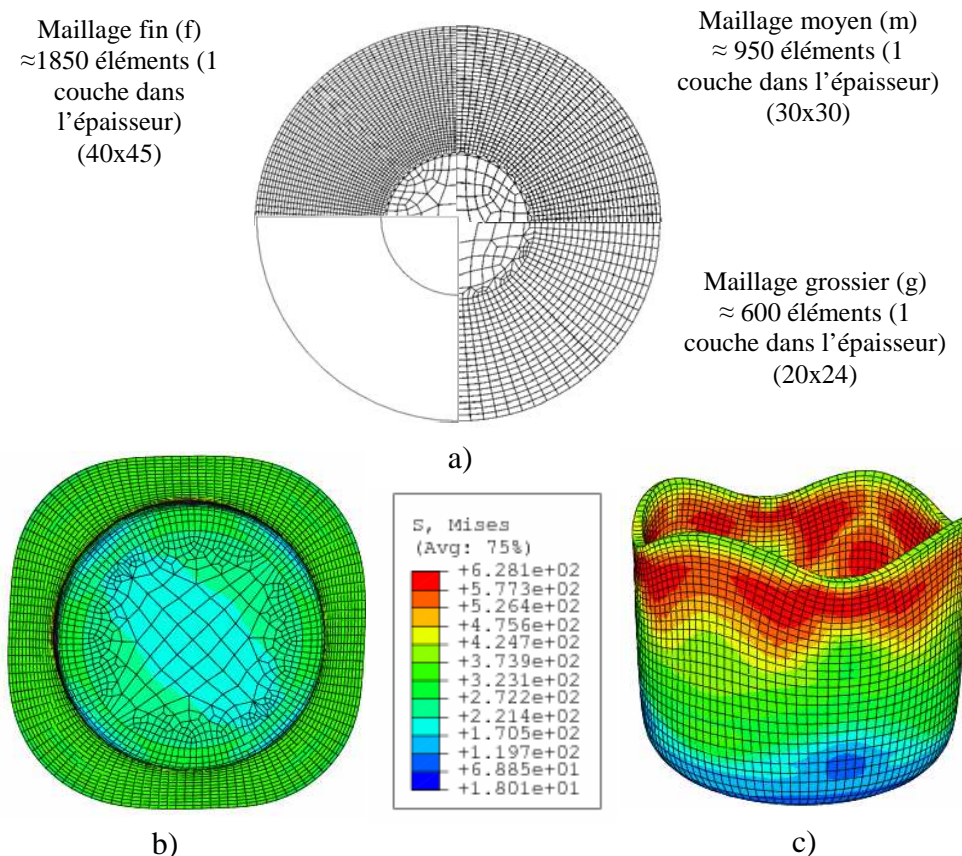 Maillage fin (f)
≈1850 éléments (1
couche dans
l’épaisseur)
(40x45)
Maillage moyen (m)
≈ 950 éléments (1
couche dans l’épaisseur)
(30x30)
Maillage grossier (g)
≈ 600 éléments (1
couche dans l’épaisseur)
(20x24)
a)
S, Mises
(Avg: 75%)
+6.281e+02
+5.773e+02
+5.264e+02
+4.756e+02
+4.247e+02
+3.739e+02
+3.231e+02
+2.722e+02
+2.214e+02
+1.705e+02
+1.197e+02
+6.885e+01
+1.801e+01
b)
c)